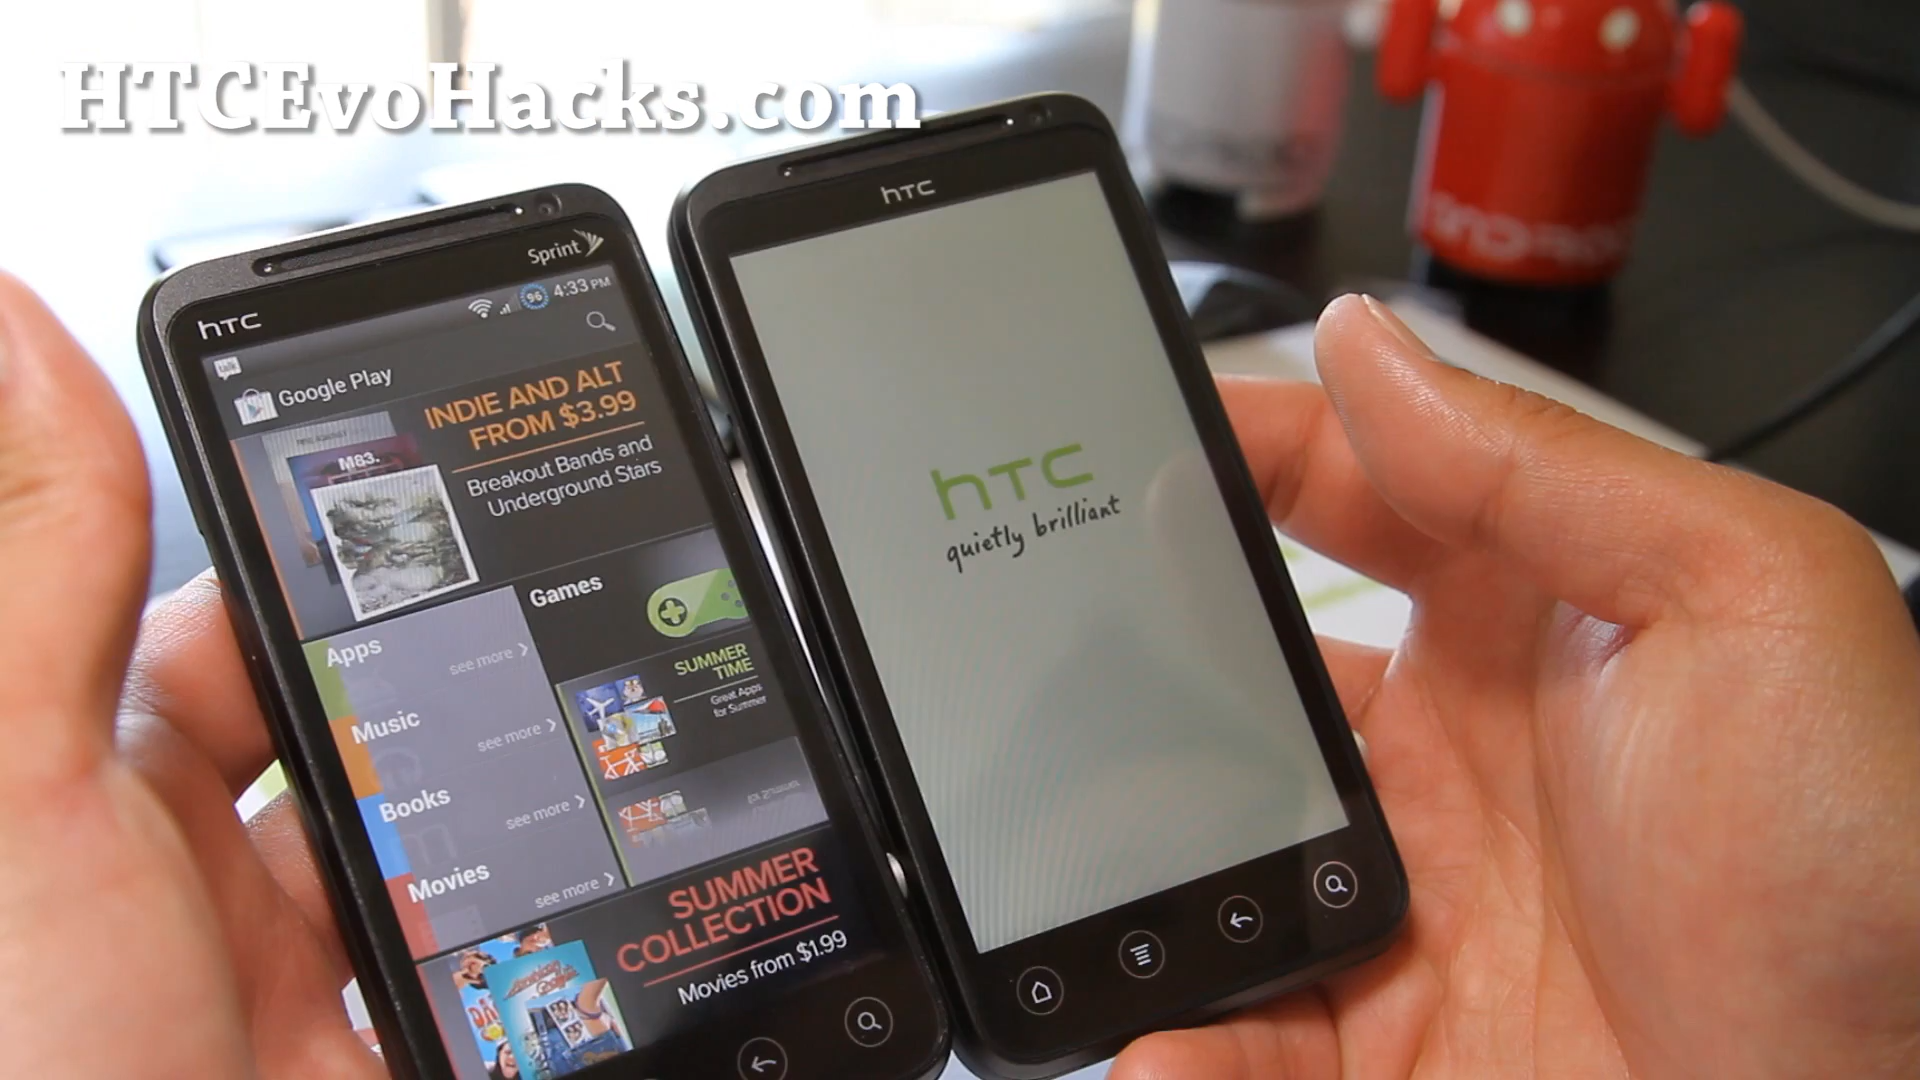 HTCEvoHacks.com
Sprint
hTC
96 4:33 PM
talk
Google Play
INDIE AND ALT
FROM $3.99
Breakout Bands and
Underground Stars
M83.
Games
Apps
see more
Music
see more
Books
see more
Movies
see more
SUMMER
TIME
Great Apps
for Summer
SUMMER
COLLECTION
Movies from $1.99
hTC
hTC
quietly brilliant